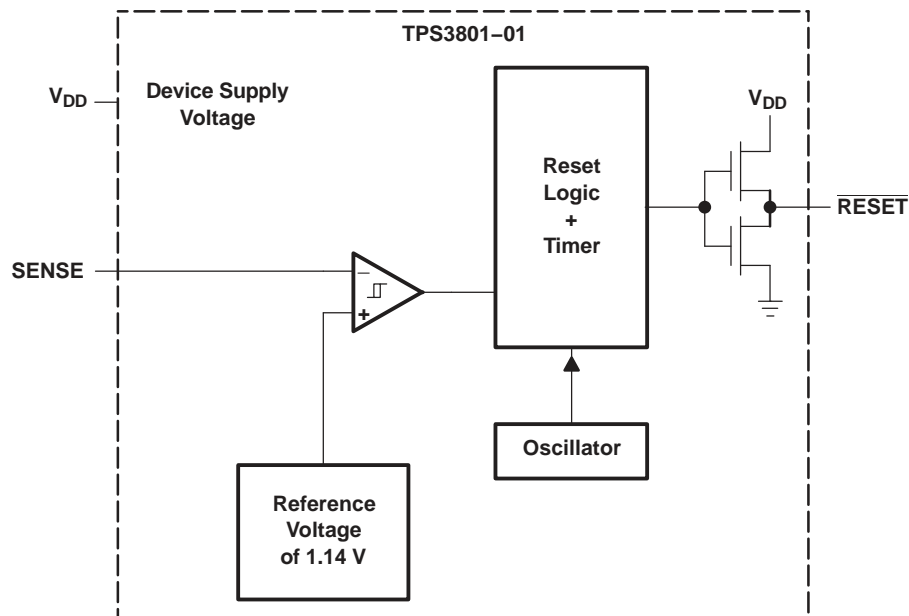 TPS3801–01
VDD
Device Supply
Voltage
VDD
Reset
Logic
+
Timer
RESET
SENSE
–
+
Oscillator
Reference
Voltage
of 1.14 V